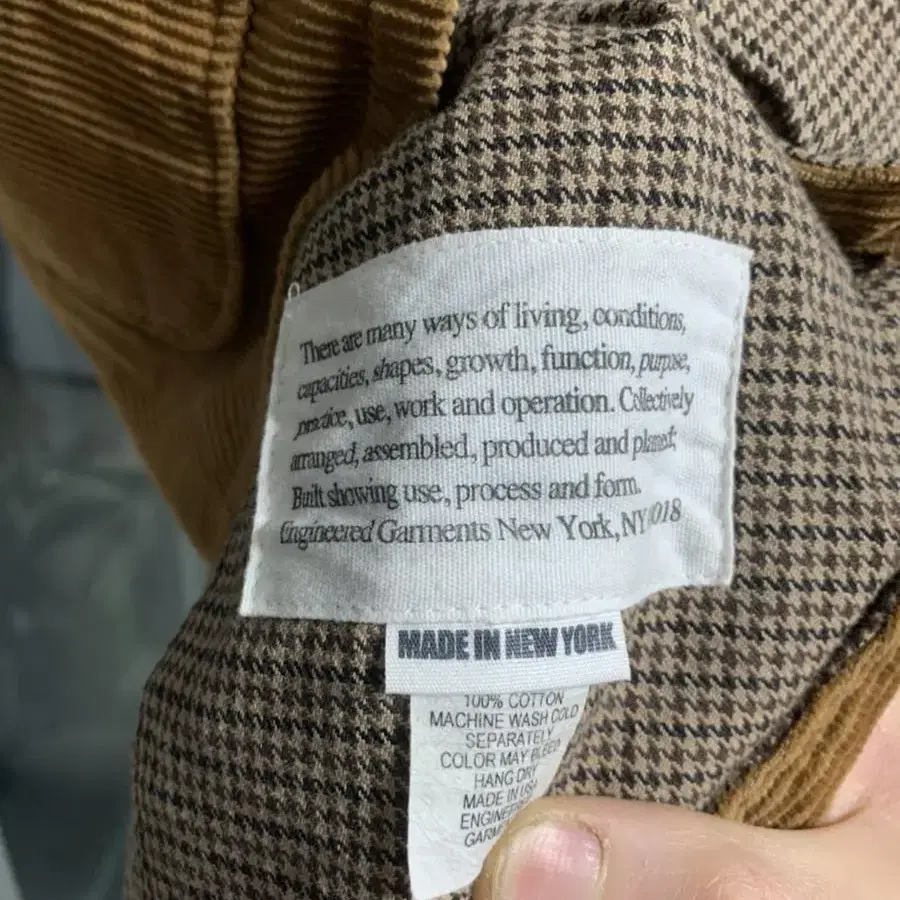 There are many ways of living, conditions,
capacities, shapes, growth, function, purpose,
practice, use, work and operation. Collectively
arranged, assembled, produced and planned;
Built showing use, process and form.
Engineered Garments New York, NY 10018
MADE IN NEW YORK
100% COTTON
MACHINE WASH COLD
SEPARATELY
COLOR MAY BLEED
HANG DRY
MADE IN USA